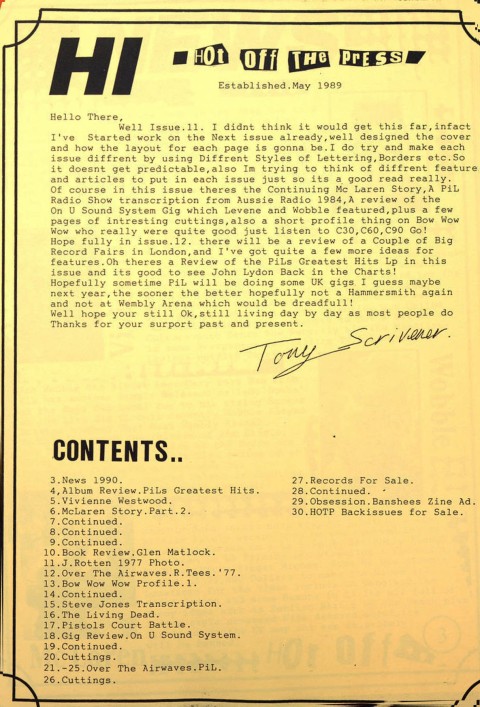 HI
HOt Off THe PRESS
Established.May 1989
Hello There,
Well Issue.11. I didnt think it would get this far,infact
I've Started work on the Next issue already,well designed the cover
and how the layout for each page is gonna be.I do try and make each
issue diffrent by using Diffrent Styles of Lettering,Borders etc.So
it doesnt get predictable,also Im trying to think of diffrent feature
and articles to put in each issue just so its a good read really.
Of course in this issue theres the Continuing Mc Laren Story,A PiL
Radio Show transcription from Aussie Radio 1984,A review of the
On U Sound System Gig which Levene and Wobble featured,plus a few
pages of intresting cuttings,also a short profile thing on Bow Wow
Wow who really were quite good just listen to C30,C60,C90 Go!
Hope fully in issue.12. there will be a review of a Couple of Big
Record Fairs in London,and I've got quite a few more ideas for
features.Oh theres a Review of the PiLs Greatest Hits Lp in this
issue and its good to see John Lydon Back in the Charts!
Hopefully sometime PiL will be doing some UK gigs I guess maybe
next year,the sooner the better hopefully not a Hammersmith again
and not at Wembly Arena which would be dreadfull!
Well hope your still Ok,still living day by day as most people do
Thanks for your surport past and present.
Tony Scrivener.
CONTENTS..
3.News 1990.
4,Album Review.PiLs Greatest Hits.
5.Vivienne Westwood.
6.McLaren Story.Part.2.
7.Continued.
8.Continued.
9.Continued.
10.Book Review.Glen Matlock.
11.J.Rotten 1977 Photo.
12.Over The Airwaves.R.Tees.'77.
13.Bow Wow Wow Profile.1.
14.Continued.
15.Steve Jones Transcription.
16.The Living Dead.
17.Pistols Court Battle.
18.Gig Review.On U Sound System.
19.Continued.
20.Cuttings.
21.-25.Over The Airwaves.PiL.
26.Cuttings.
27.Records For Sale.
28.Continued.
29.Obsession.Banshees Zine Ad.
30.HOTP Backissues for Sale.